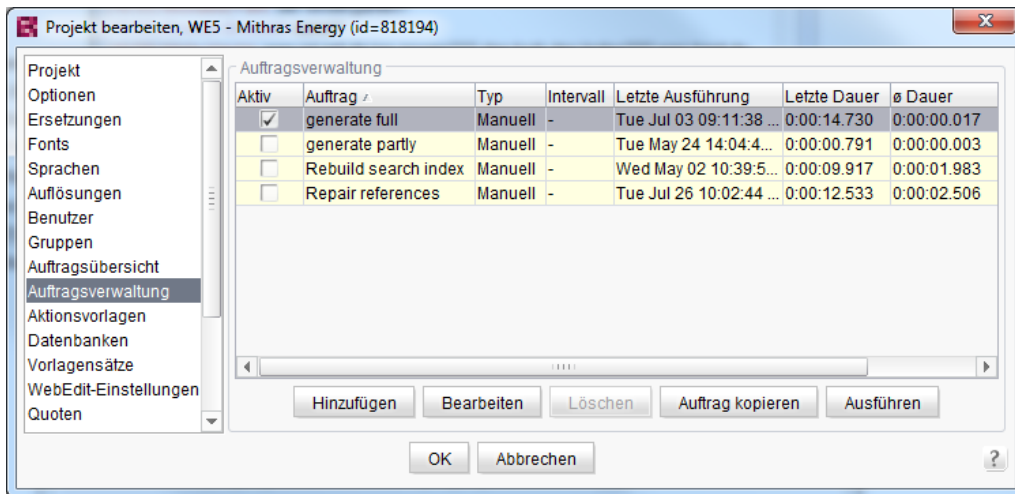 Projekt bearbeiten, WE5 - Mithras Energy (id=818194)
Projekt
Optionen
Ersetzungen
Fonts
Sprachen
Auflösungen
Benutzer
Gruppen
Auftragsübersicht
Auftragsverwaltung
Aktionsvorlagen
Datenbanken
Vorlagensätze
WebEdit-Einstellungen
Quoten
Auftragsverwaltung
Aktiv Auftrag Typ Intervall Letzte Ausführung Letzte Dauer ø Dauer
generate full Manuell - Tue Jul 03 09:11:38 ... 0:00:14.730 0:00:00.017
generate partly Manuell - Tue May 24 14:04:4... 0:00:00.791 0:00:00.003
Rebuild search index Manuell - Wed May 02 10:39:5... 0:00:09.917 0:00:01.983
Repair references Manuell - Tue Jul 26 10:02:44 ... 0:00:12.533 0:00:02.506
Hinzufügen Bearbeiten Löschen Auftrag kopieren Ausführen
OK Abbrechen ?